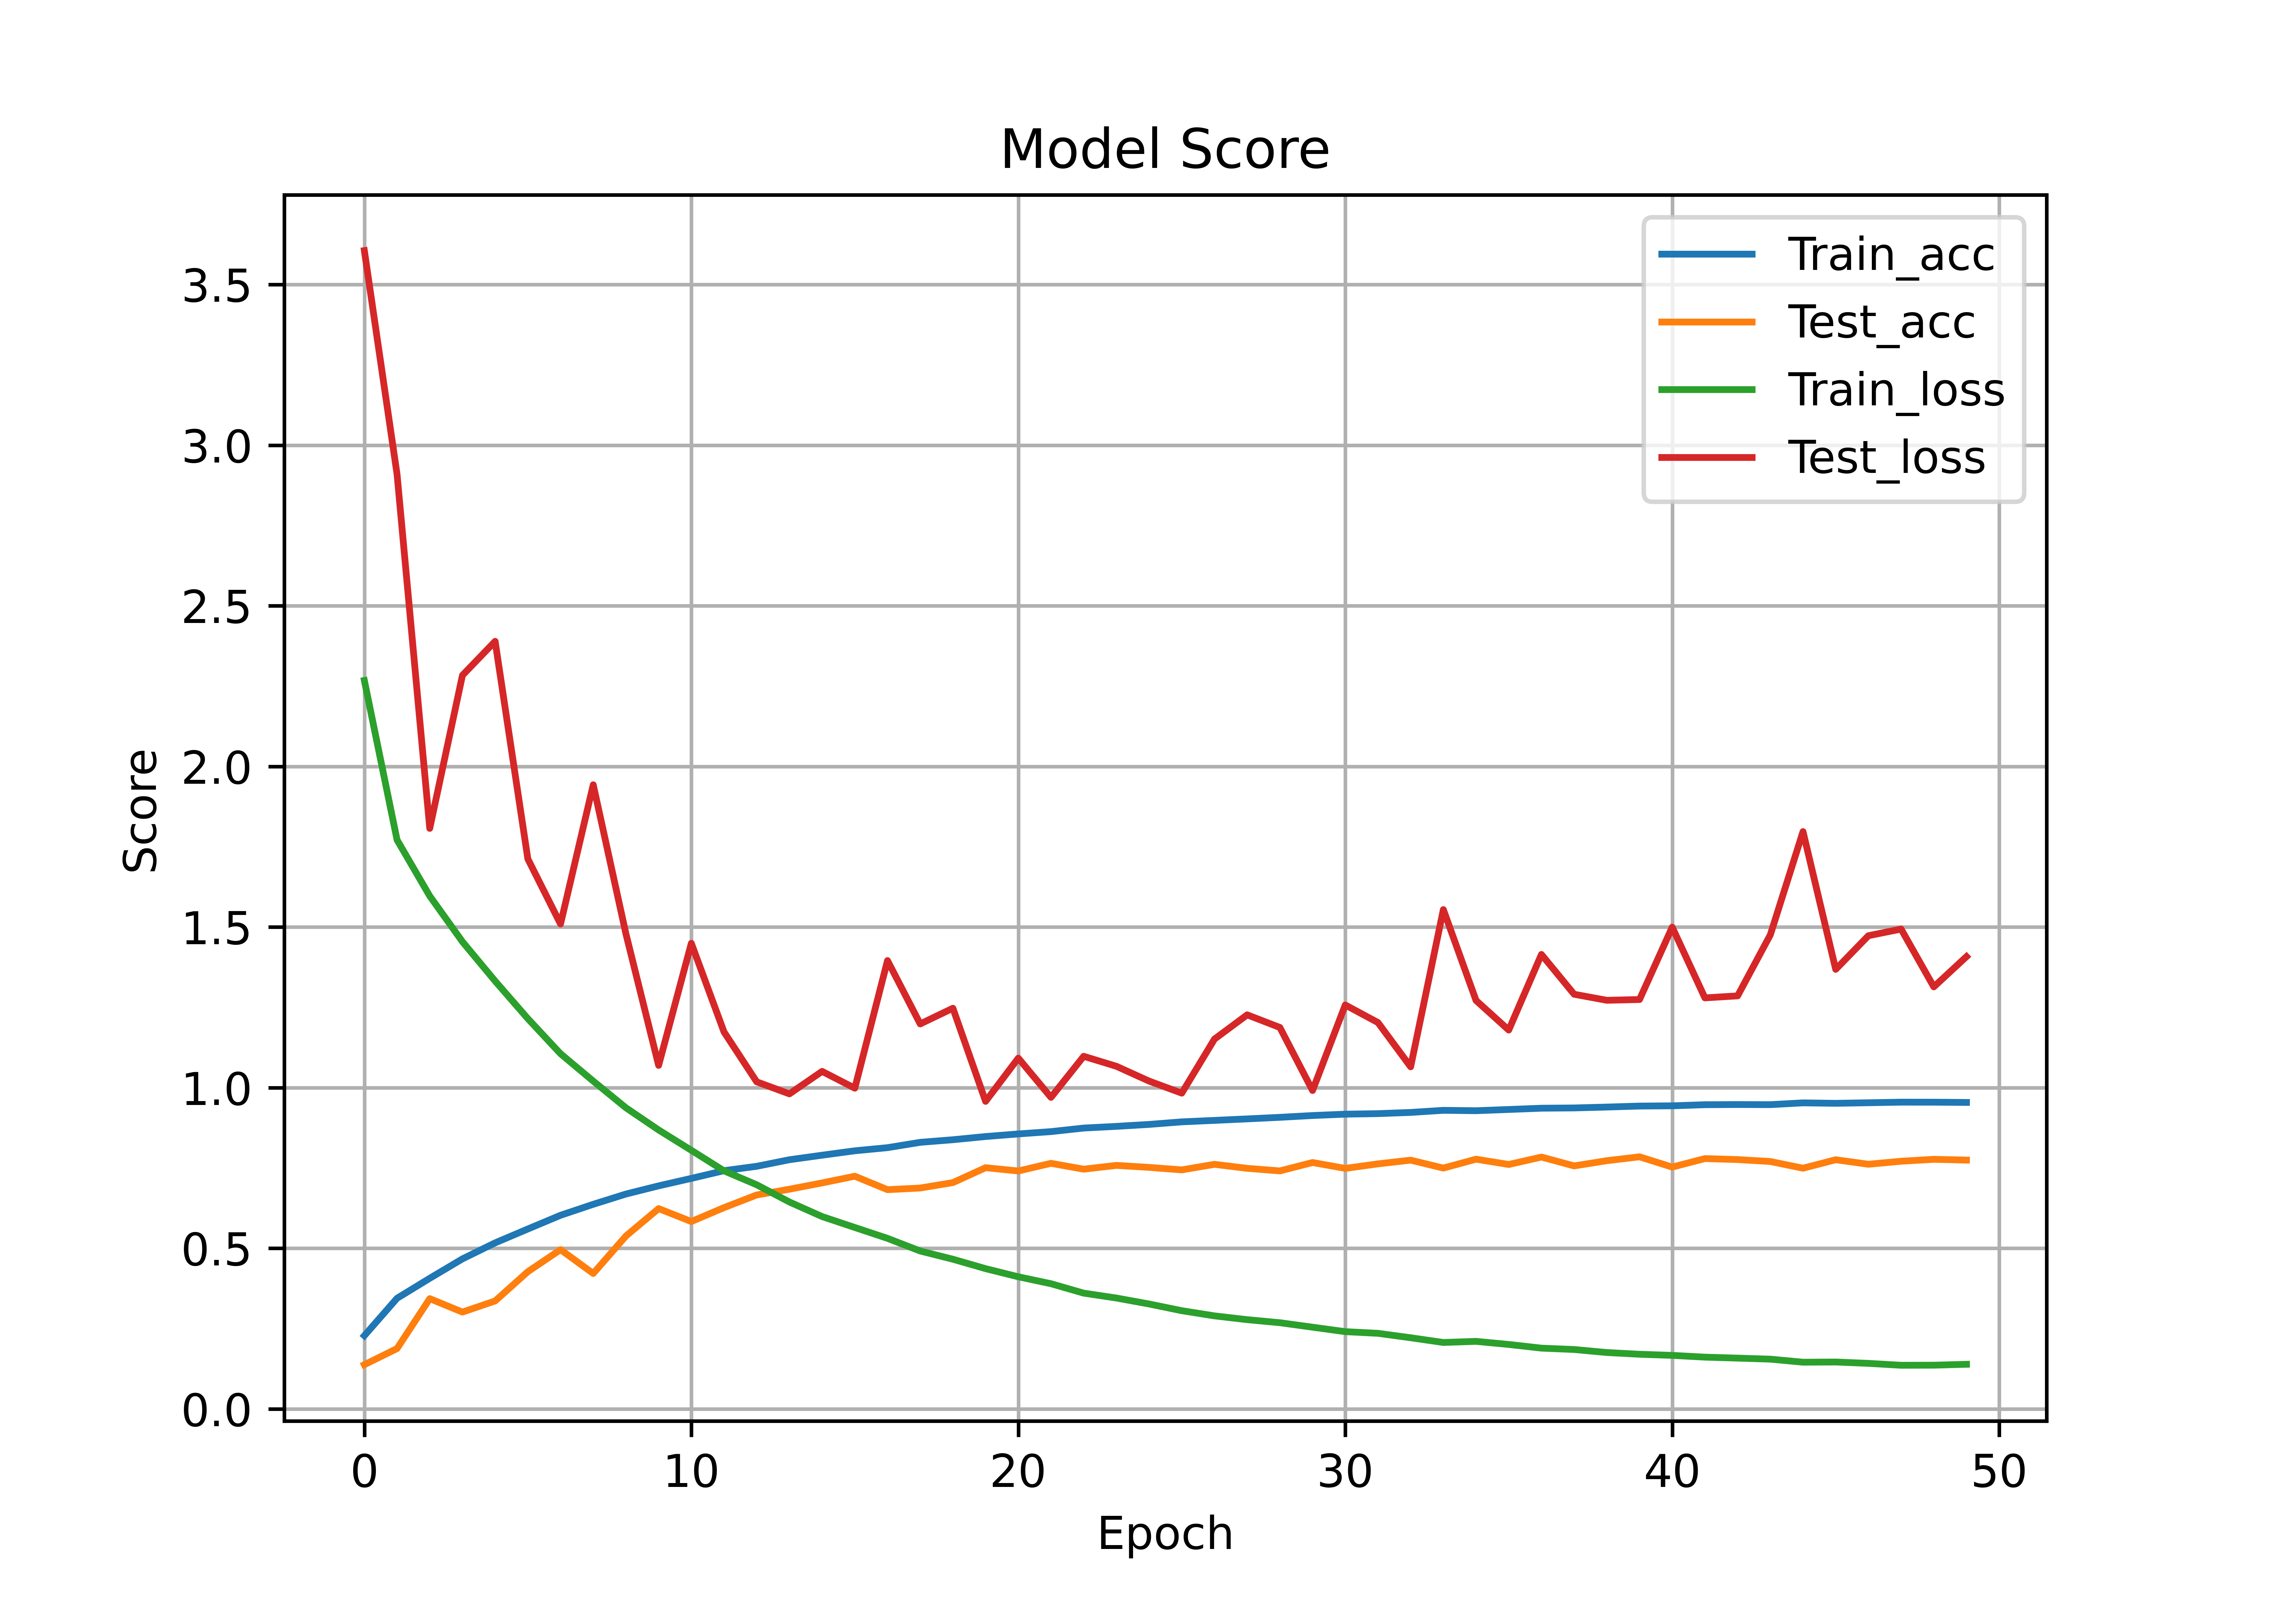 Model Score
Train_acc
Test_acc
Train_loss
Test_loss
3.5
3.0
2.5
2.0
1.5
1.0
0.5
0.0
Score
0 10 20 30 40 50
Epoch